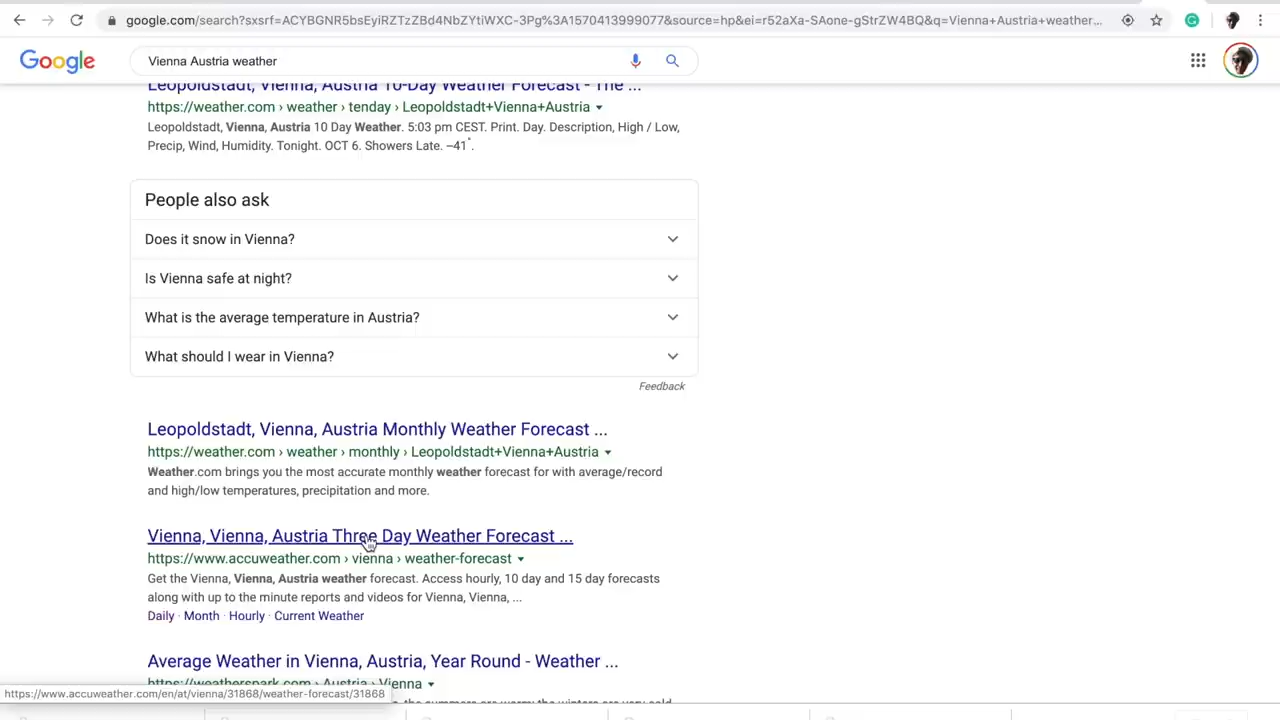 google.com/search?sxsrf=ACYBGNR5bsEyiRZTzZBd4NbZYtiWXC-3Pg%3A1570413999077&source=hp&ei=r52aXa-SAone-gStrZW4BQ&q=Vienna+Austria+weather...
Google
Vienna Austria weather
Leopoldstadt, Vienna, Austria 10-Day Weather Forecast - The ...
https://weather.com › weather › tenday › Leopoldstadt+Vienna+Austria
Leopoldstadt, Vienna, Austria 10 Day Weather. 5:03 pm CEST. Print. Day. Description, High / Low,
Precip, Wind, Humidity. Tonight. OCT 6. Showers Late. –41°.
People also ask
Does it snow in Vienna?
Is Vienna safe at night?
What is the average temperature in Austria?
What should I wear in Vienna?
Feedback
Leopoldstadt, Vienna, Austria Monthly Weather Forecast ...
https://weather.com › weather › monthly › Leopoldstadt+Vienna+Austria
Weather.com brings you the most accurate monthly weather forecast for with average/record
and high/low temperatures, precipitation and more.
Vienna, Vienna, Austria Three Day Weather Forecast ...
https://www.accuweather.com › vienna › weather-forecast
Get the Vienna, Vienna, Austria weather forecast. Access hourly, 10 day and 15 day forecasts
along with up to the minute reports and videos for Vienna, Vienna, ...
Daily · Month · Hourly · Current Weather
Average Weather in Vienna, Austria, Year Round - Weather ...
https://weatherspark.com › Austria › Vienna
https://www.accuweather.com/en/at/vienna/31868/weather-forecast/31868
the summers are warm; the winters are very cold